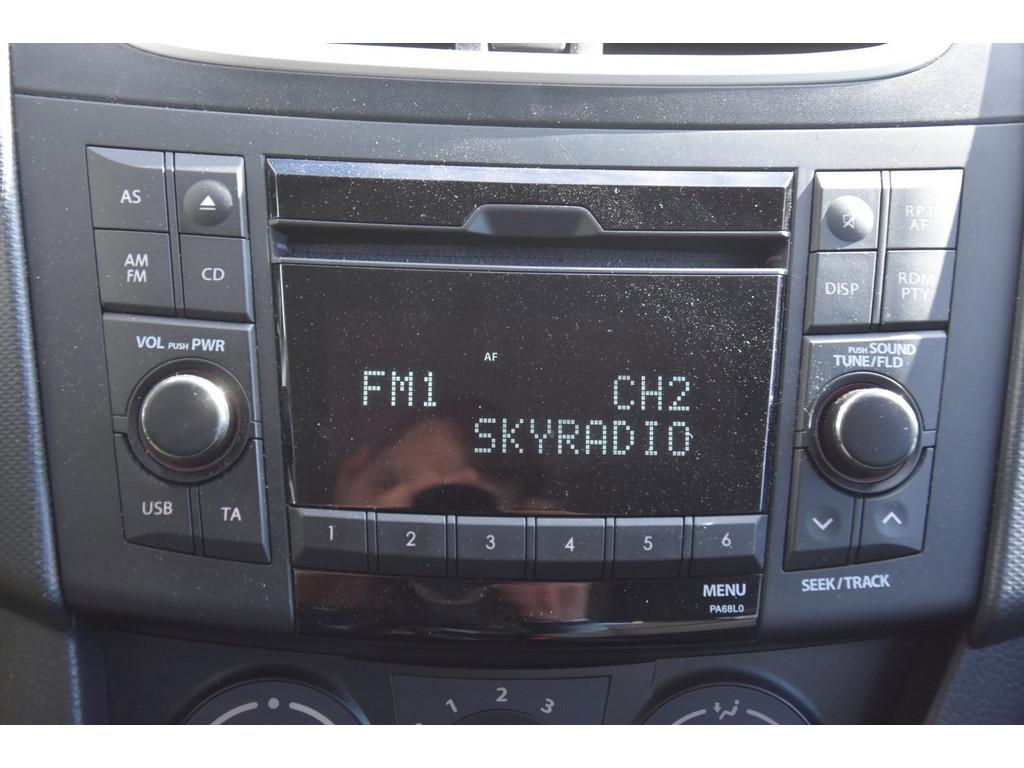 AS
AM
FM
CD
VOL PUSH PWR
USB
TA
AF
FM1 CH2
SKYRADIO
1 2 3 4 5 6
MENU
PA68L0
RPT
AF
DISP
RDM
PTY
PUSH SOUND
TUNE/FLD
SEEK/TRACK
1 2 3